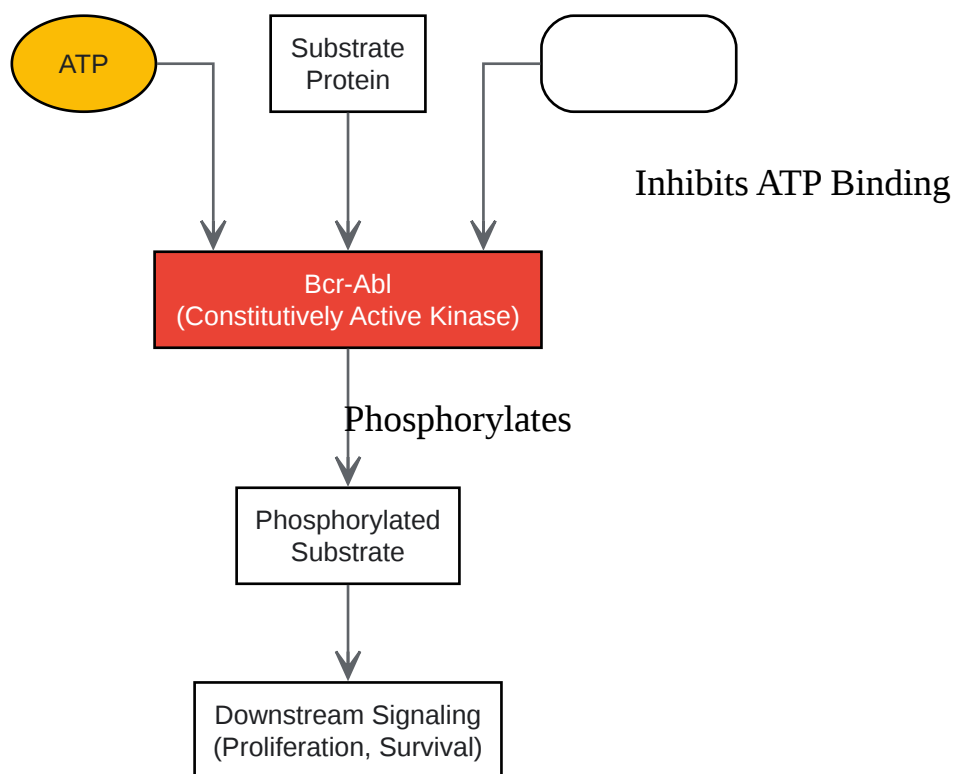 ATP
Substrate
Protein
Inhibits ATP Binding
Bcr-Abl
(Constitutively Active Kinase)
Phosphorylates
Phosphorylated
Substrate
Downstream Signaling
(Proliferation, Survival)